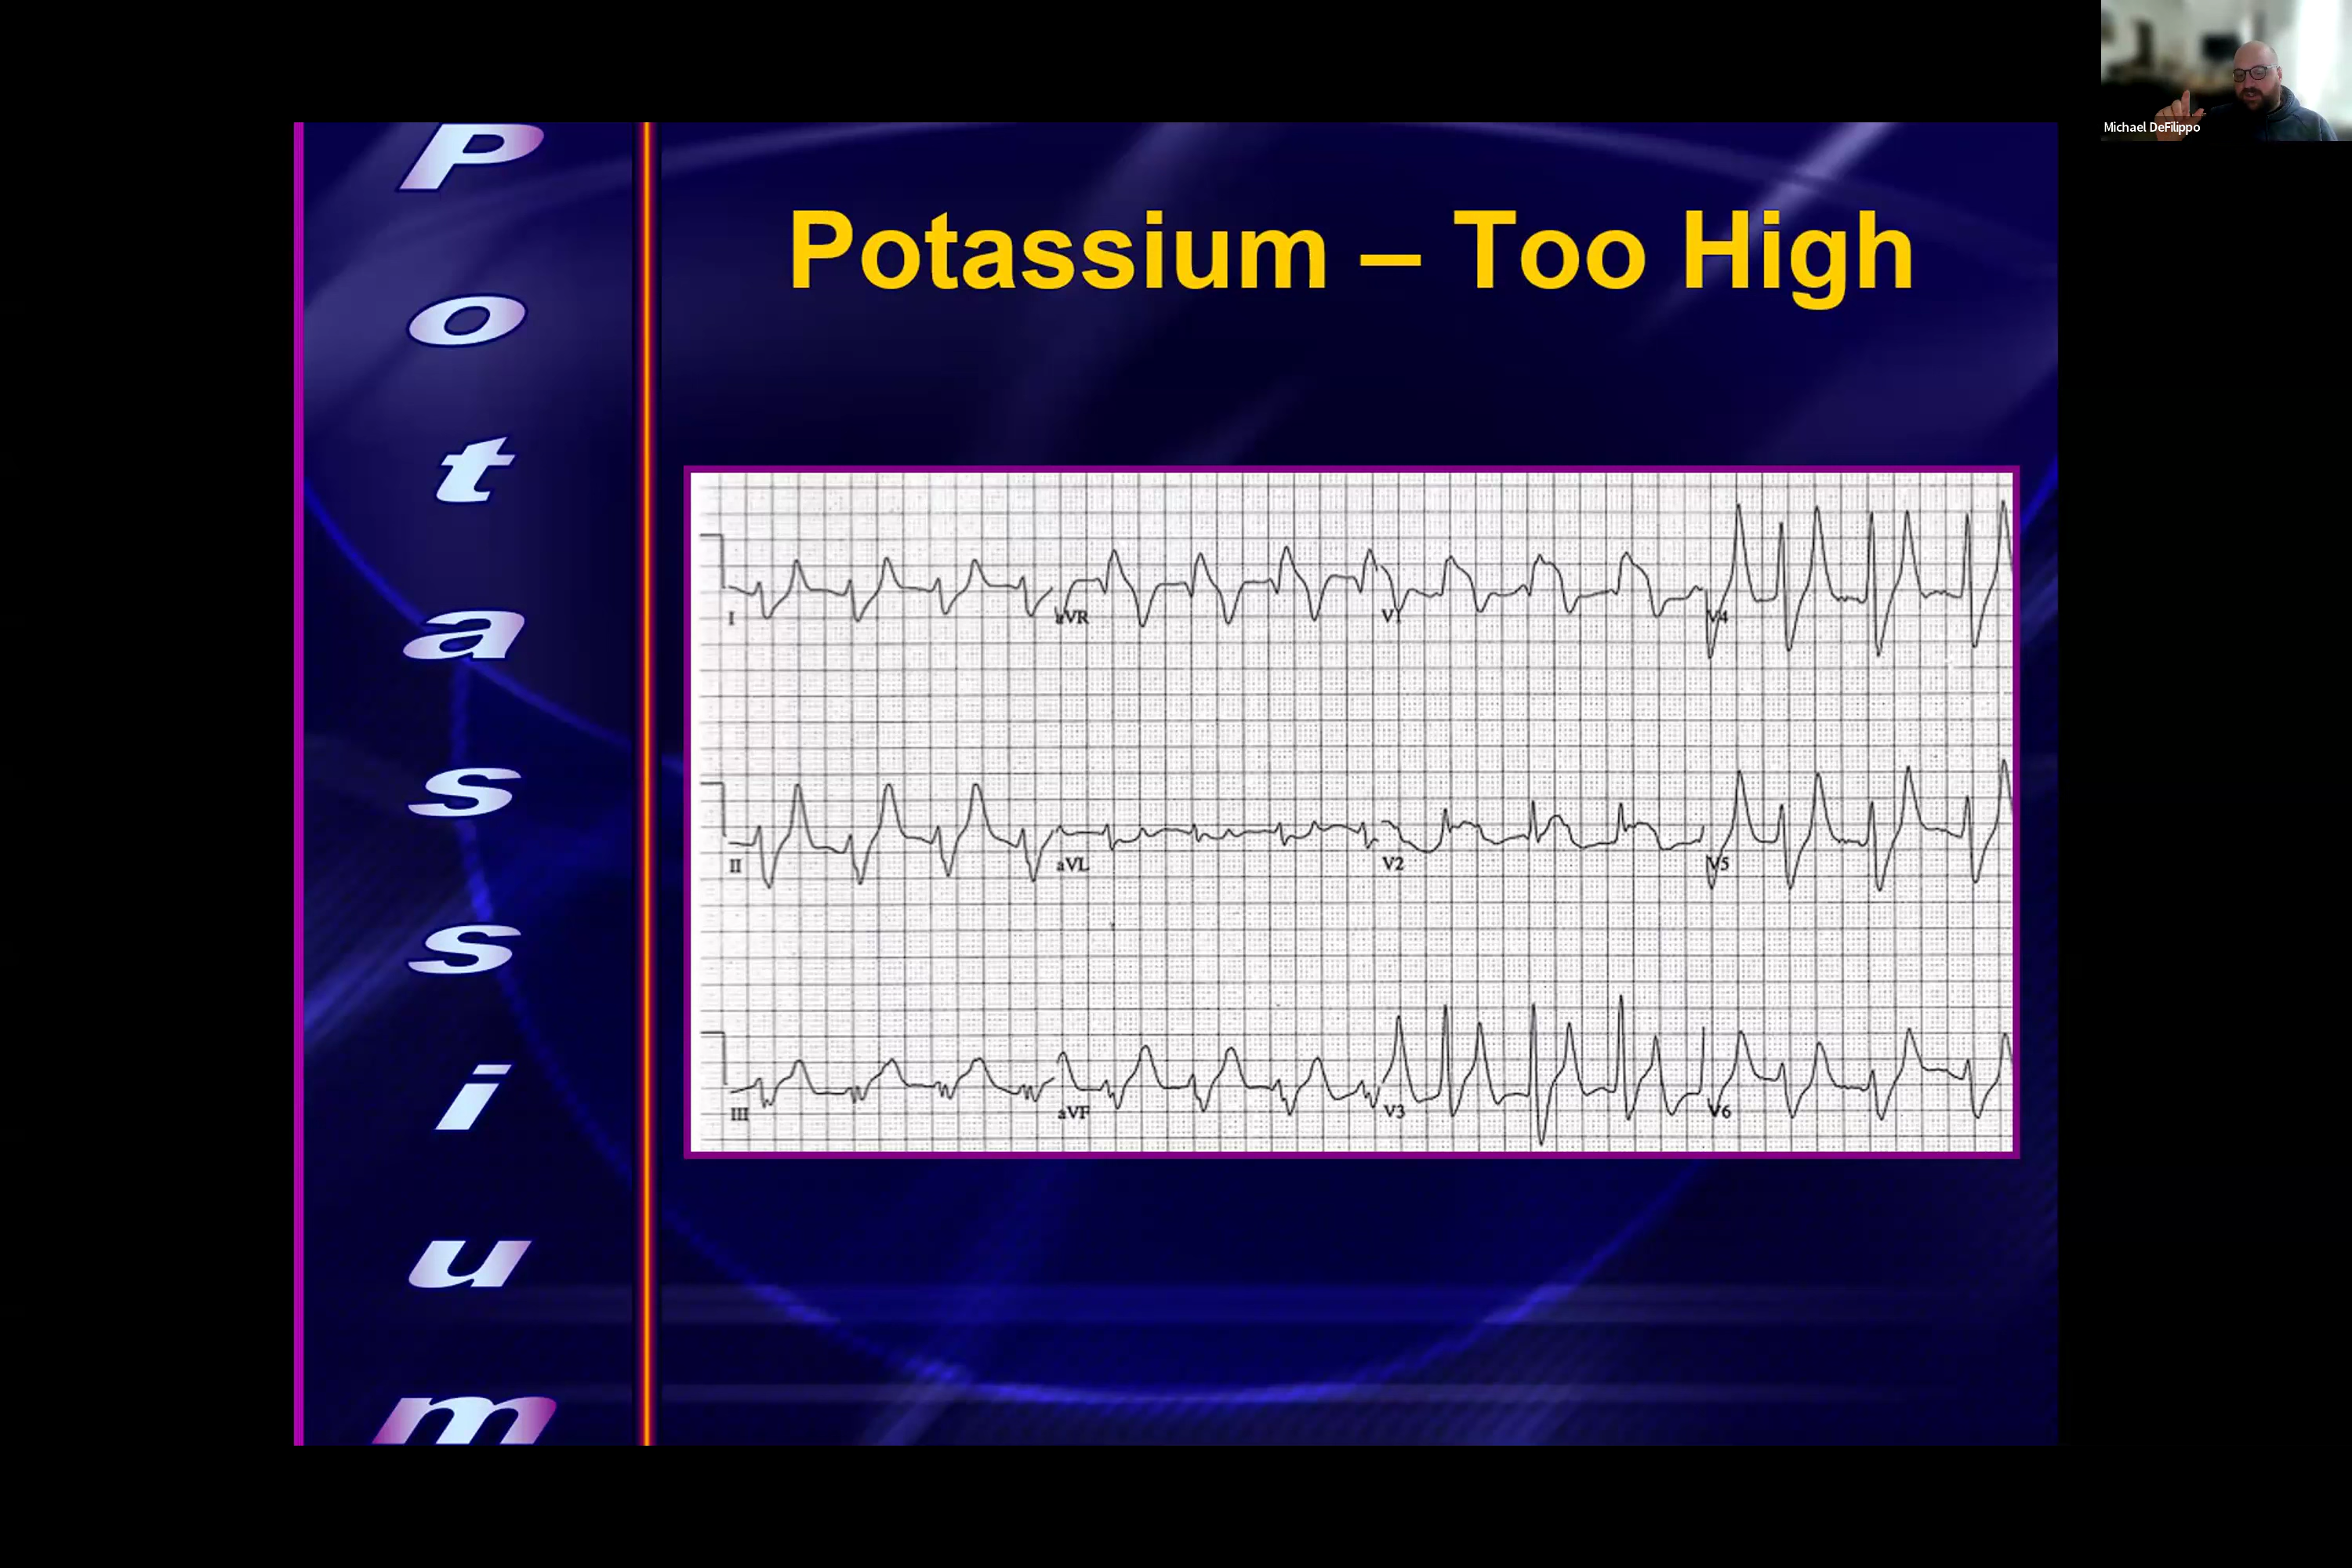 Potassium
Potassium – Too High
I
aVR
V1
V4
II
aVL
V2
V5
III
aVF
V3
V6
Michael DeFilippo